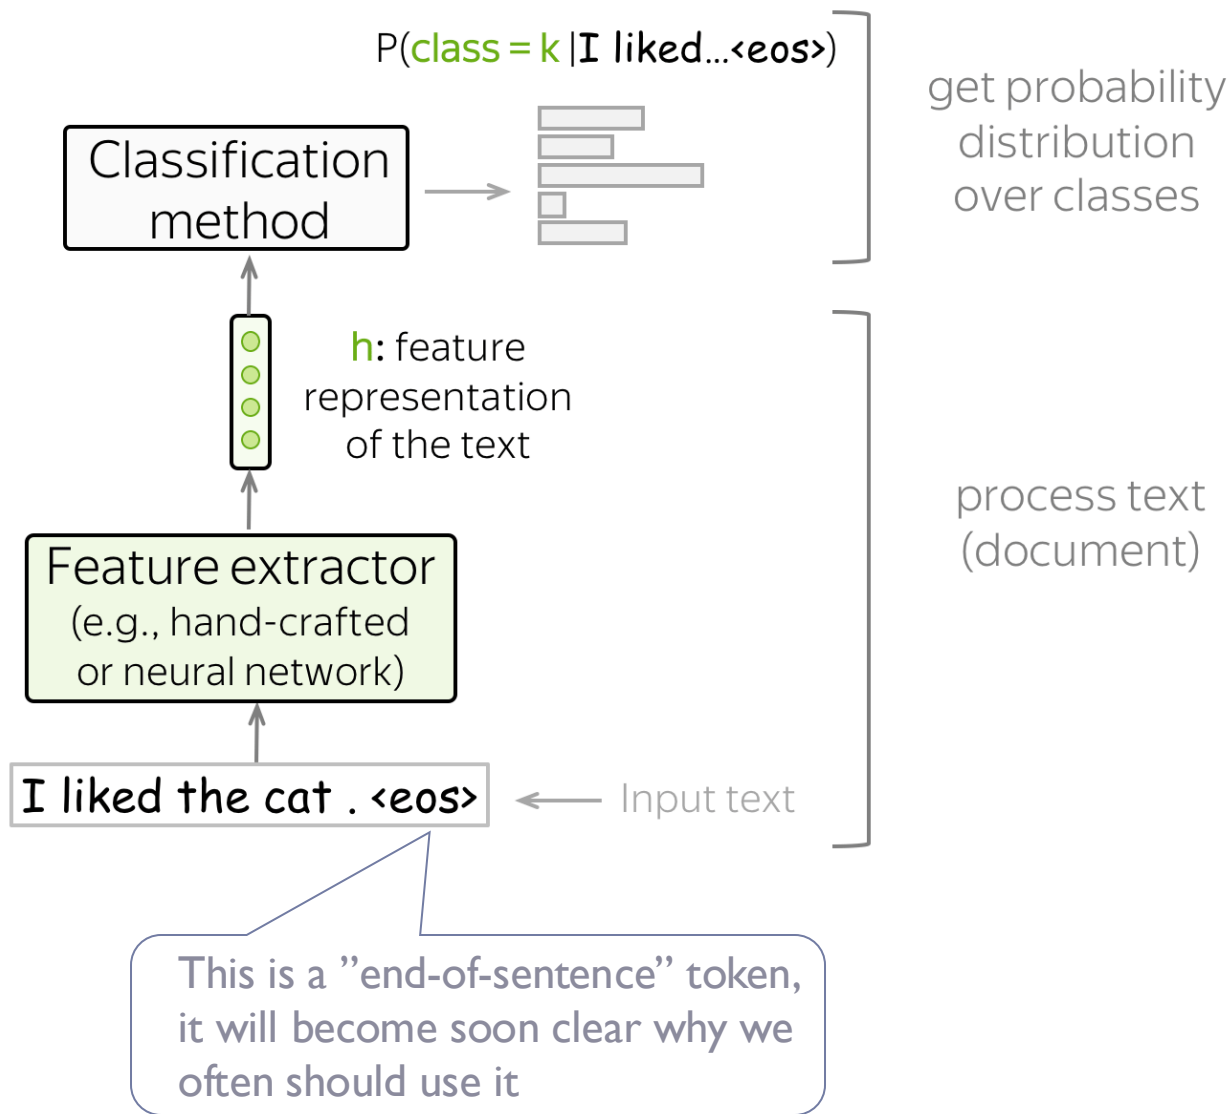 P(class = k |I liked...<eos>)
get probability
distribution
over classes
Classification
method
h: feature
representation
of the text
process text
(document)
Feature extractor
(e.g., hand-crafted
or neural network)
I liked the cat . <eos>
Input text
This is a ”end-of-sentence” token,
it will become soon clear why we
often should use it